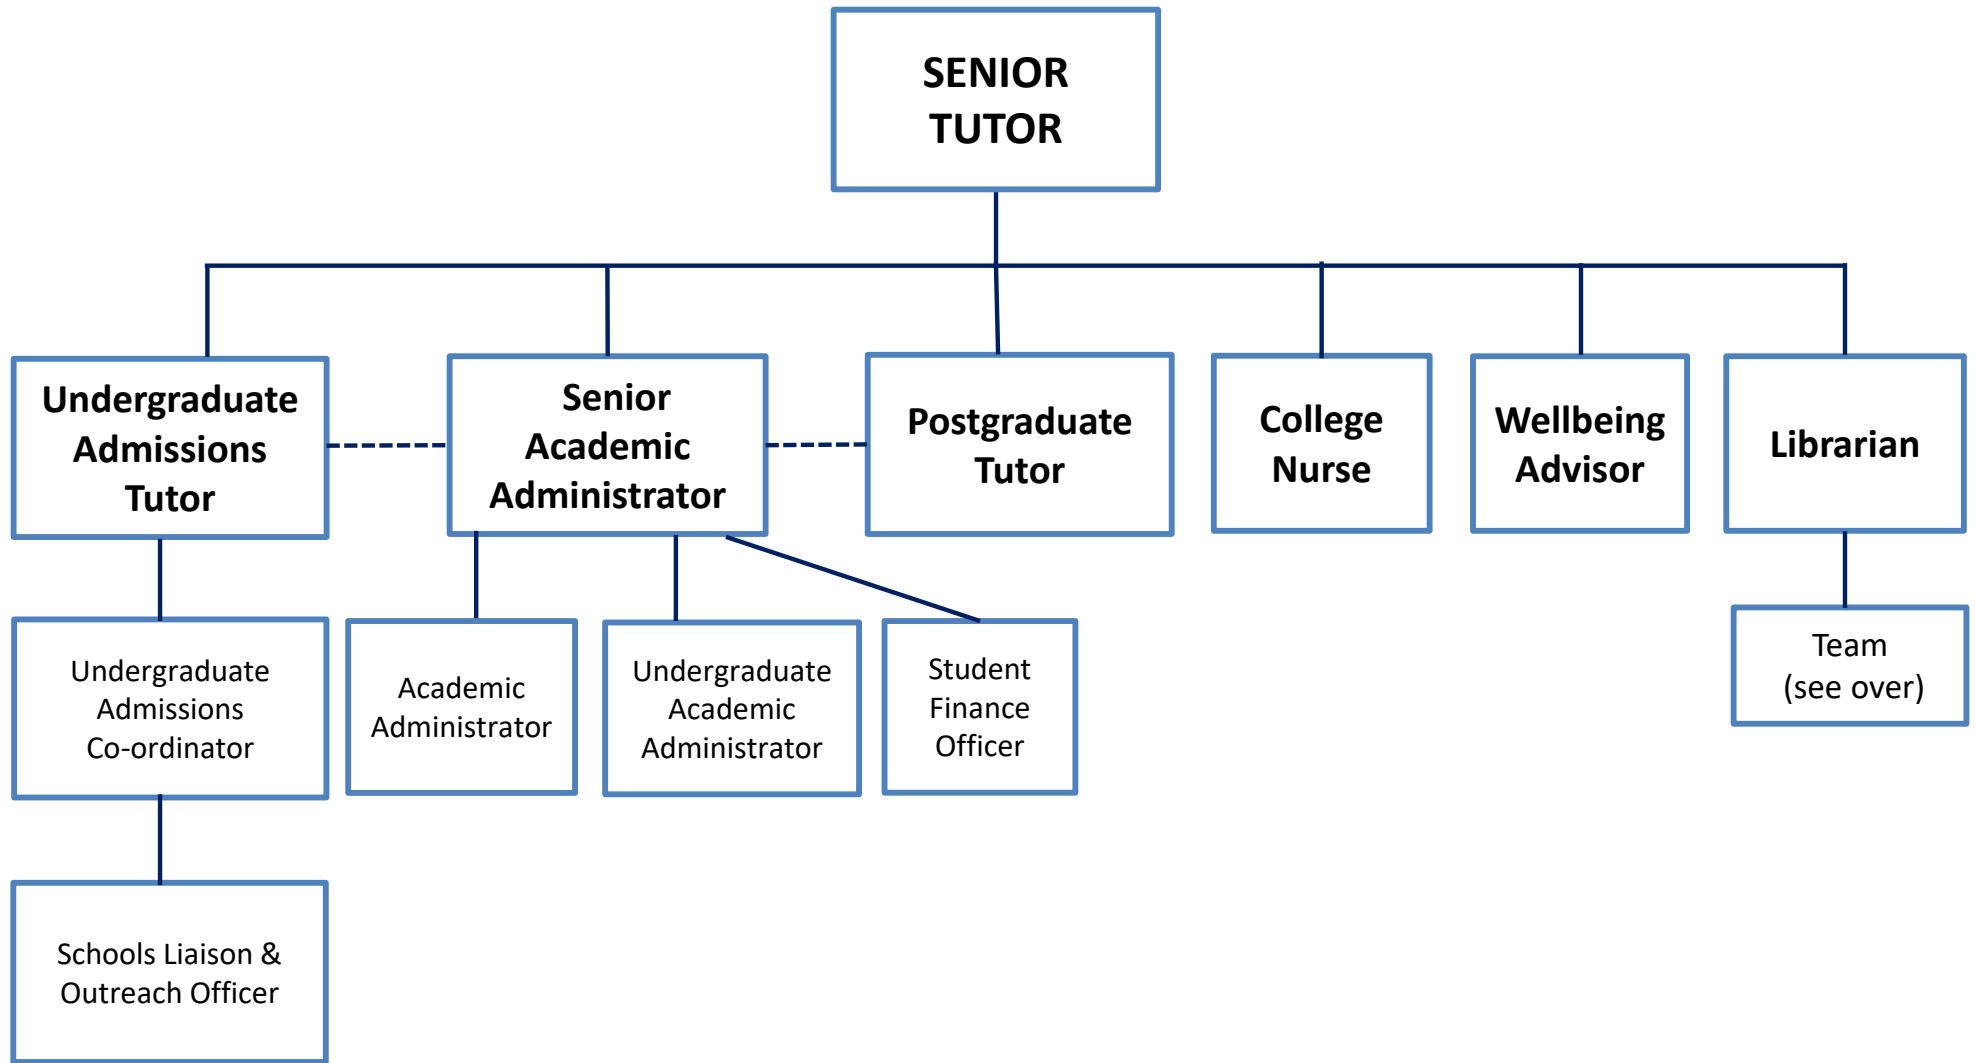 SENIOR
TUTOR
Undergraduate
Admissions
Tutor
Senior
Academic
Administrator
Postgraduate
Tutor
College
Nurse
Wellbeing
Advisor
Librarian
Undergraduate
Admissions
Co-ordinator
Academic
Administrator
Undergraduate
Academic
Administrator
Student
Finance
Officer
Team
(see over)
Schools Liaison &
Outreach Officer